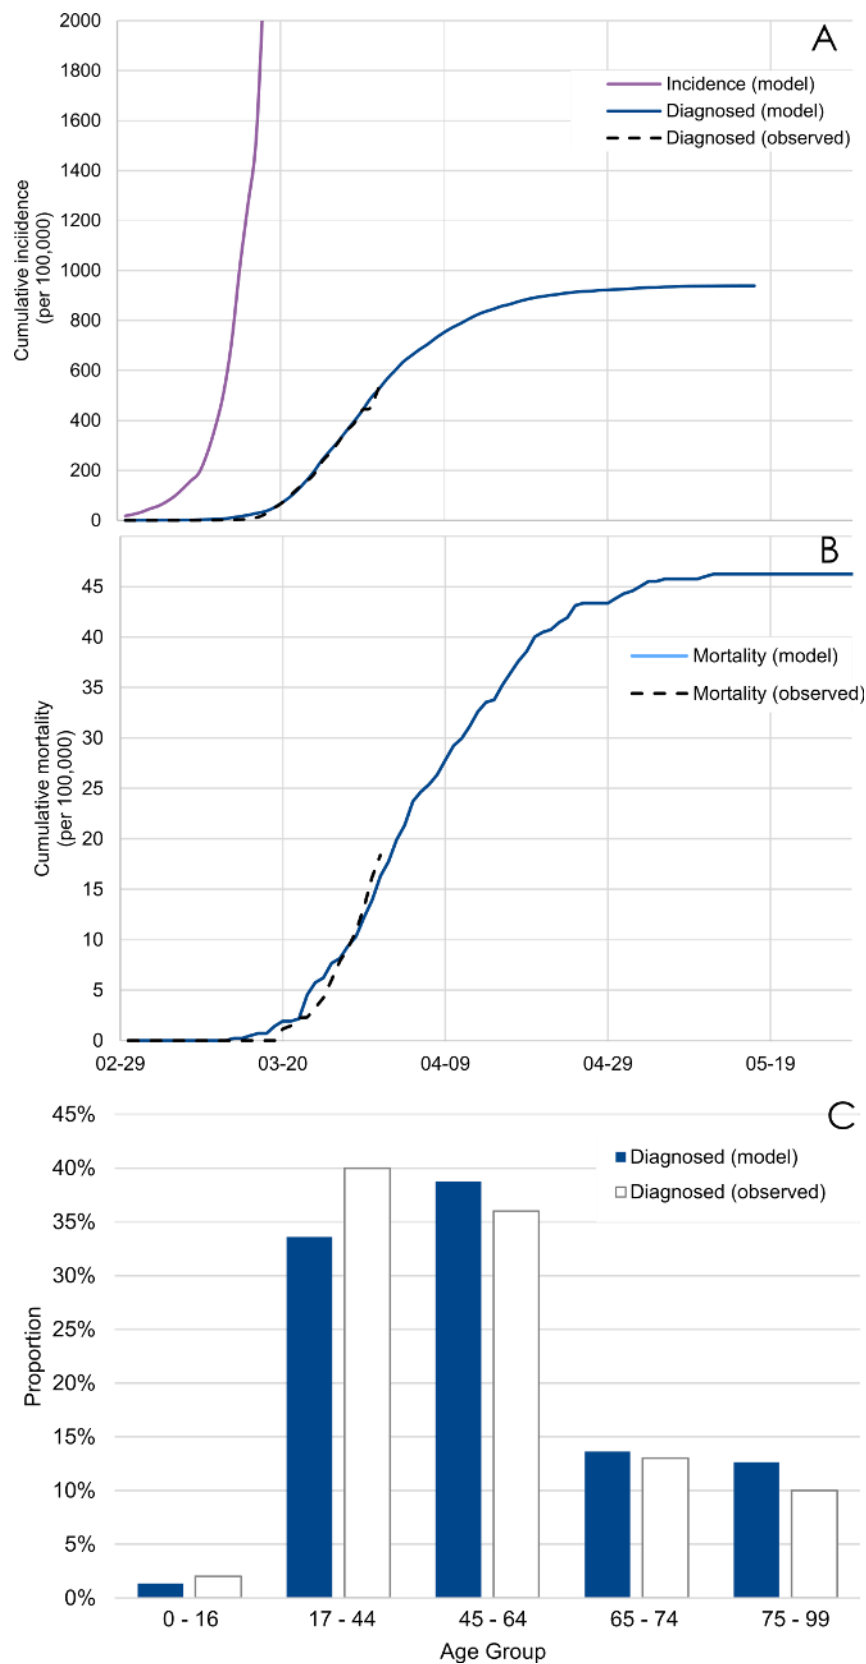 A
2000
1800
1600
1400
1200
1000
800
600
400
200
0
Cumulative inciidence
(per 100,000)
Incidence (model)
Diagnosed (model)
Diagnosed (observed)
B
45
40
35
30
25
20
15
10
5
0
Cumulative mortality
(per 100,000)
Mortality (model)
Mortality (observed)
02-29 03-20 04-09 04-29 05-19
C
45%
40%
35%
30%
25%
20%
15%
10%
5%
0%
Proportion
Diagnosed (model)
Diagnosed (observed)
0 - 16 17 - 44 45 - 64 65 - 74 75 - 99
Age Group